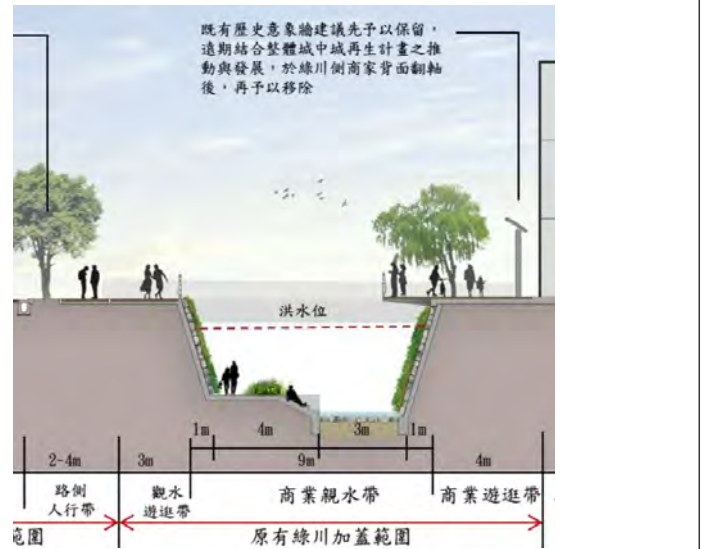 既有歷史意象牆建議先予以保留，
遠期結合整體城中城再生計畫之推
動與發展，於綠川側商家背面翻軸
後，再予以移除
洪水位
1m
4m
3m
1m
2-4m
3m
9m
4m
路側
人行帶
觀水
遊逛帶
商業親水帶
商業遊逛帶
範圍
原有綠川加蓋範圍